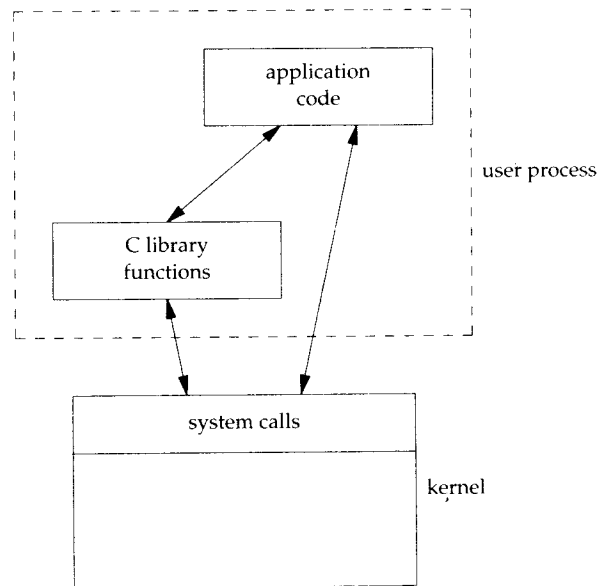 application
code
user process
C library
functions
system calls
kernel